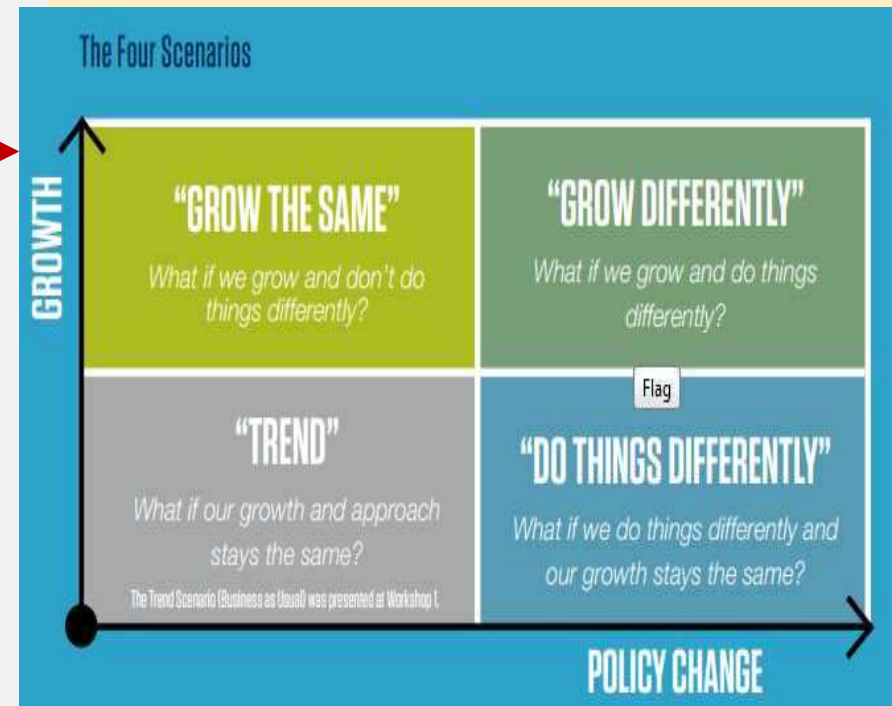 The Four Scenarios
GROWTH
“GROW THE SAME”
What if we grow and don't do
things differently?
“GROW DIFFERENTLY”
What if we grow and do things
differently?
Flag
“TREND”
What if our growth and approach
stays the same?
The Trend Scenario (Business as Usual) was presented at Workshop 1.
“DO THINGS DIFFERENTLY”
What if we do things differently and
our growth stays the same?
POLICY CHANGE